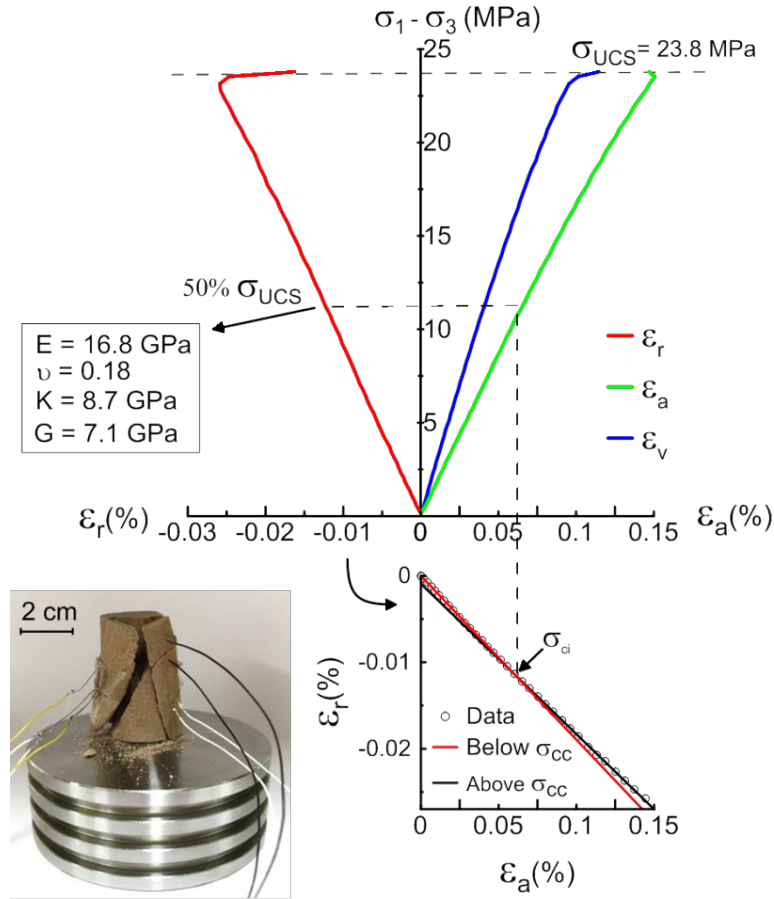 σ₁ - σ₃ (MPa)
25
σUCS = 23.8 MPa
20
15
50% σUCS
10
E = 16.8 GPa
υ = 0.18
K = 8.7 GPa
G = 7.1 GPa
εr
εa
εv
5
εr(%) -0.03 -0.02 -0.01 0 0.05 0.10 0.15 εa(%)
2 cm
0
-0.01
-0.02
εr(%)
σci
Data
Below σcc
Above σcc
0 0.05 0.1 0.15
εa(%)